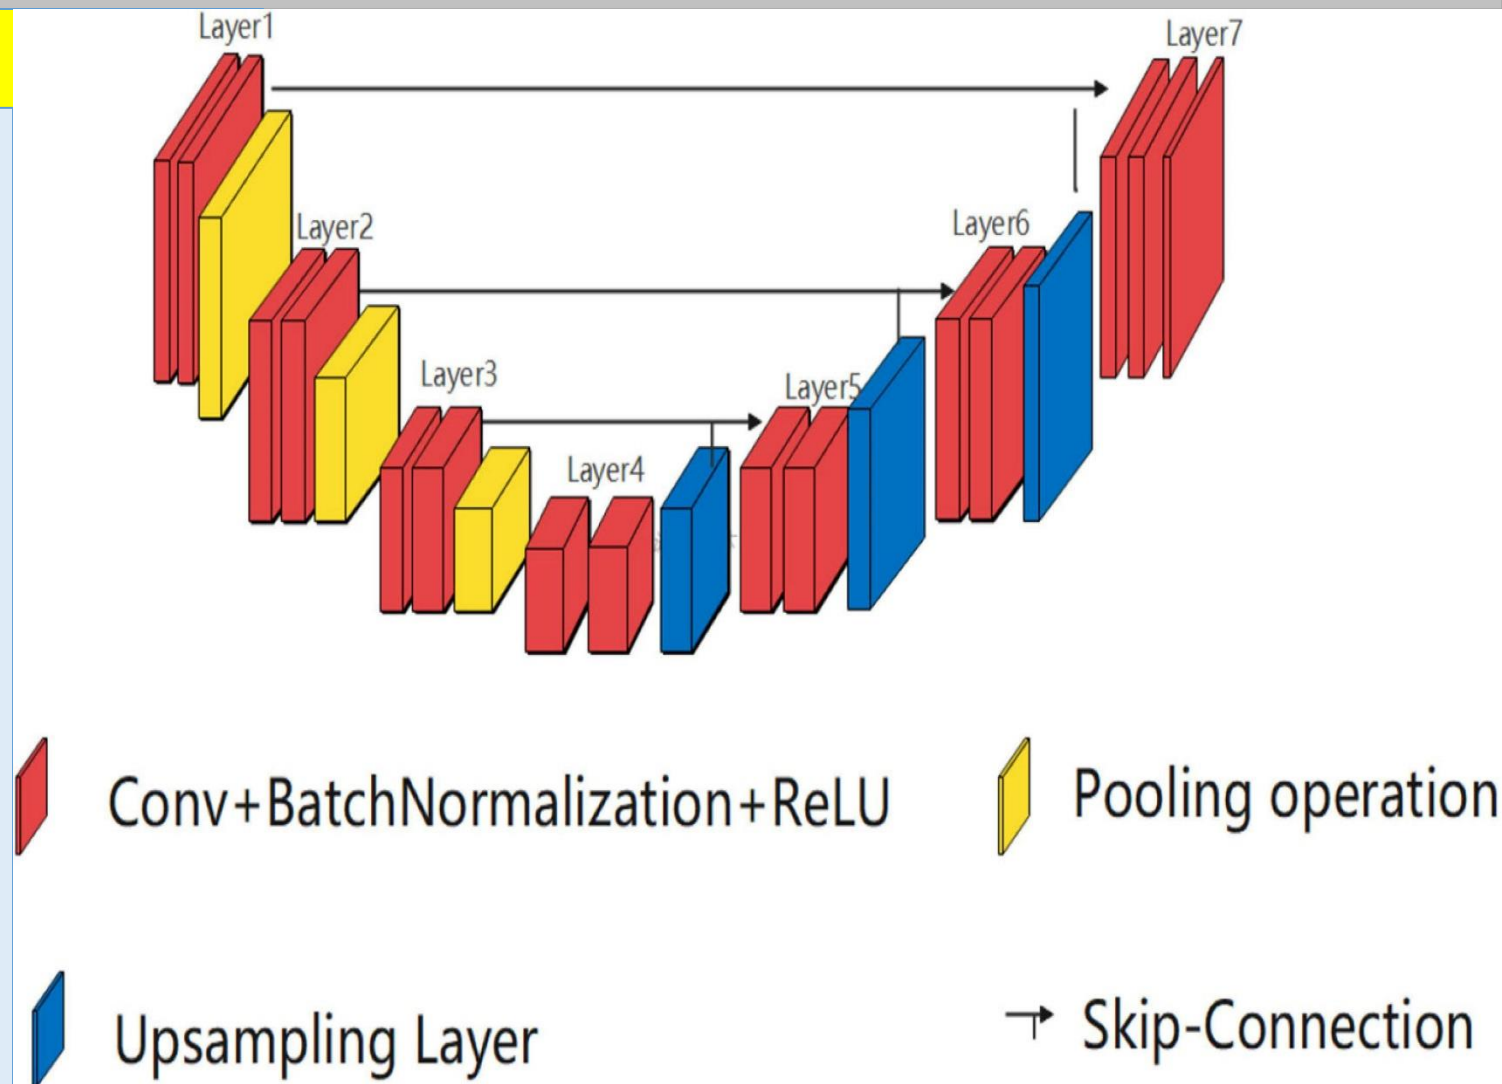 Layer1
Layer7
Layer2
Layer6
Layer3
Layer5
Layer4
Conv+BatchNormalization+ReLU
Pooling operation
Upsampling Layer
Skip-Connection